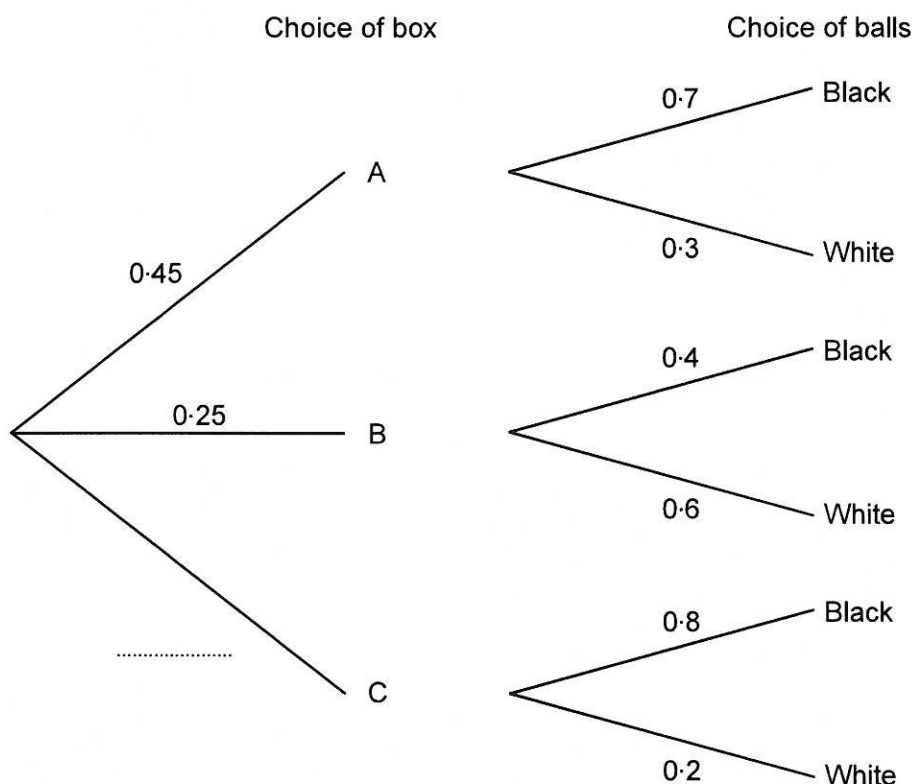 Choice of box Choice of balls
0·7 Black
A
0·45 0·3 White
0·4 Black
0·25 B
0·6 White
0·8 Black
....................
C
0·2 White